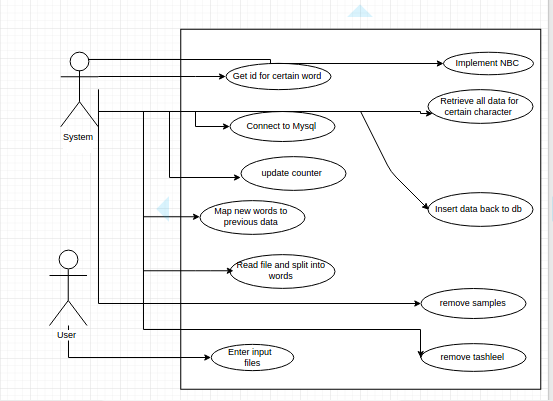 Implement NBC
Get id for certain word
Retrieve all data for
certain character
System
Connect to Mysql
update counter
Map new words to
previous data
Insert data back to db
Read file and split into
words
remove samples
User
Enter input
files
remove tashleel